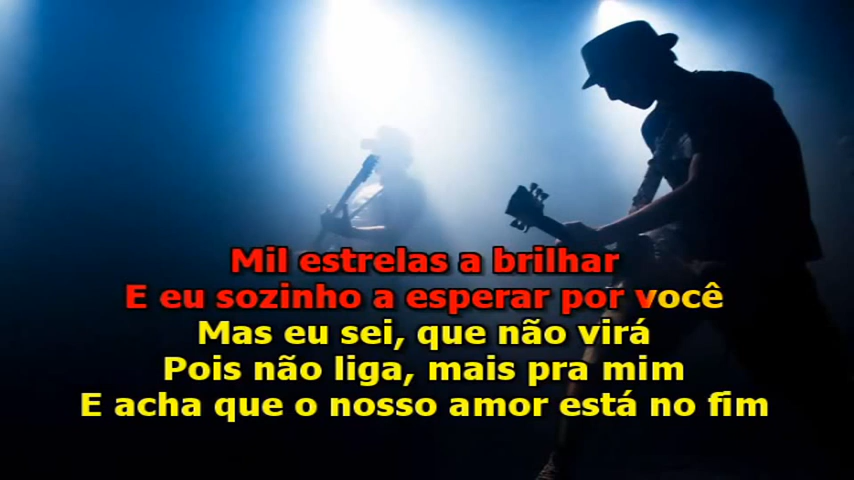 Mil estrelas a brilhar
E eu sozinho a esperar por você
Mas eu sei, que não virá
Pois não liga, mais pra mim
E acha que o nosso amor está no fim